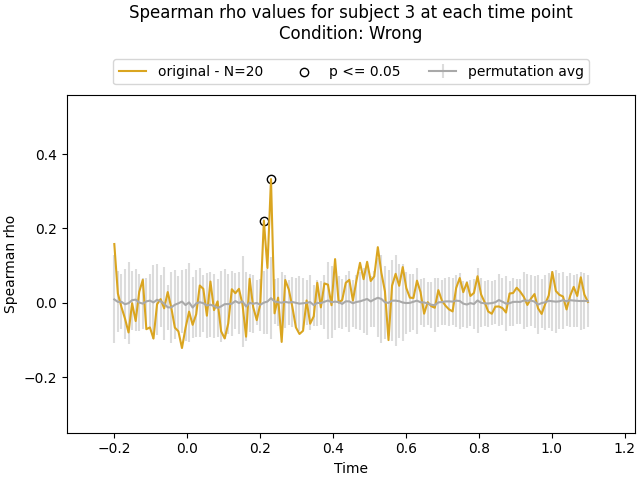 Spearman rho values for subject 3 at each time point
Condition: Wrong
original - N=20 p <= 0.05 permutation avg
Spearman rho
0.4
0.2
0.0
−0.2
−0.2 0.0 0.2 0.4 0.6 0.8 1.0 1.2
Time